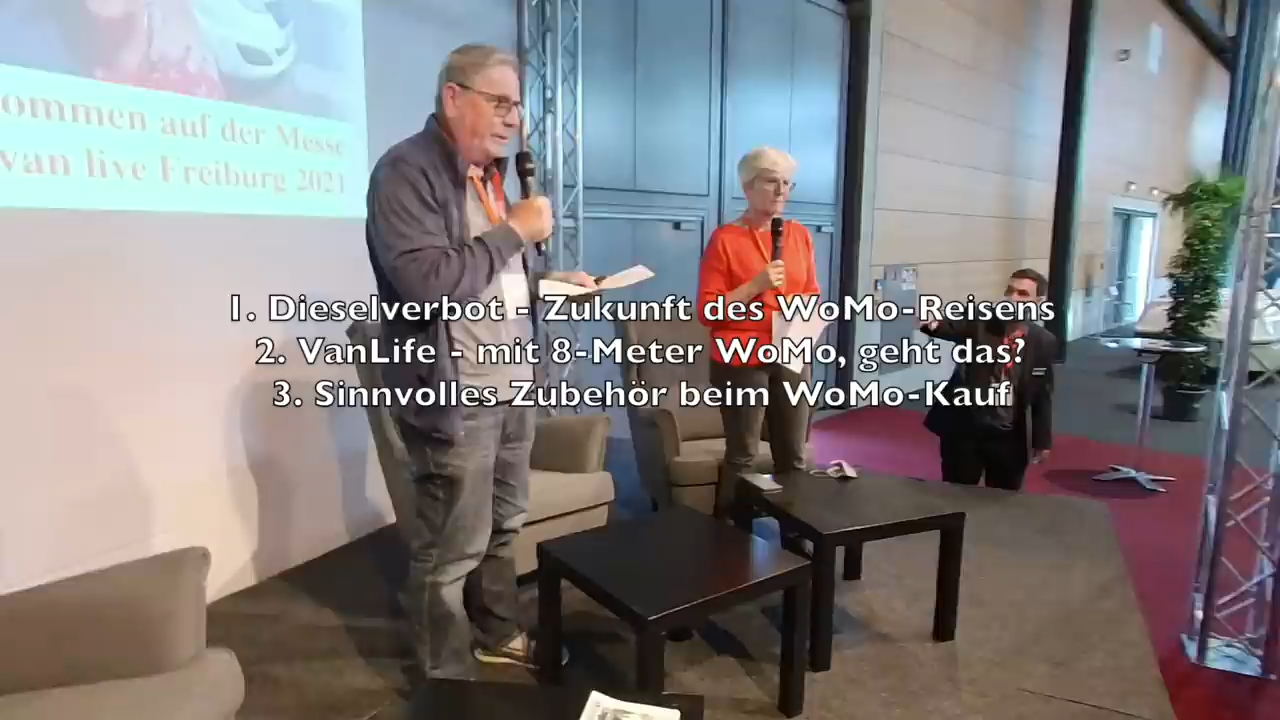 ommen auf der Messe
van live Freiburg 2021
1. Dieselverbot - Zukunft des WoMo-Reisens
2. VanLife - mit 8-Meter WoMo, geht das?
3. Sinnvolles Zubehör beim WoMo-Kauf